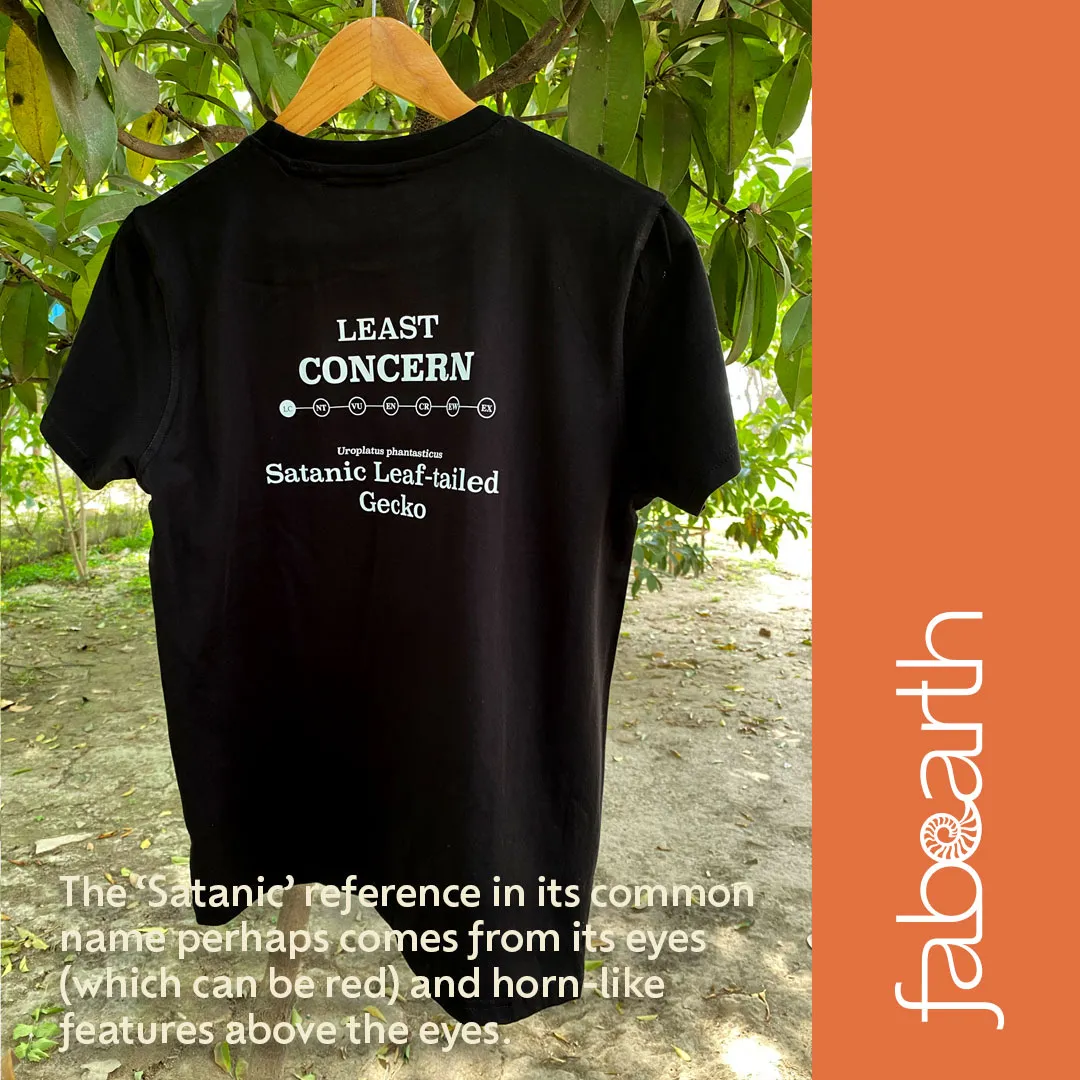 LEAST
CONCERN
LC NT VU EN CR EW EX
Uroplatus phantasticus
Satanic Leaf-tailed
Gecko
The ‘Satanic’ reference in its common
name perhaps comes from its eyes
(which can be red) and horn-like
features above the eyes.
fabearth